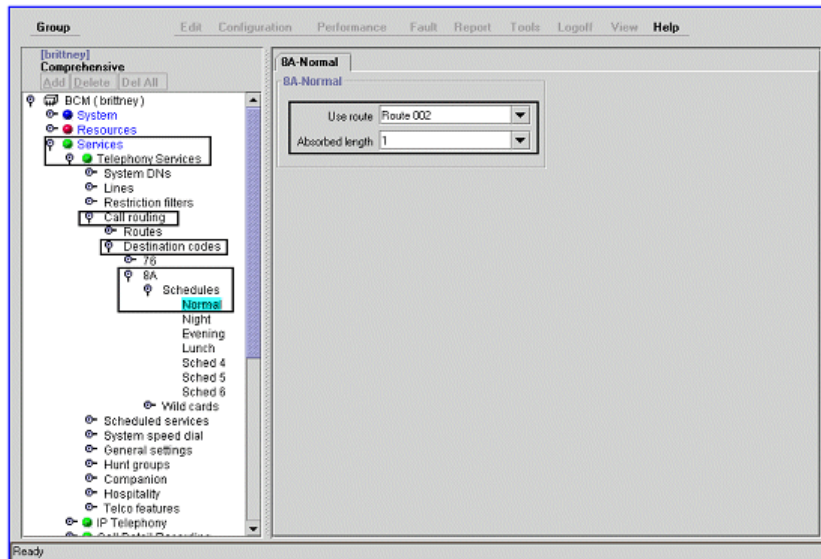 Group Edit Configuration Performance Fault Report Tools Logoff View Help
[brittney]
Comprehensive
Add Delete Del All
BCM (brittney)
System
Resources
Services
Telephony Services
System DNs
Lines
Restriction filters
Call routing
Routes
Destination codes
76
8A
Schedules
Normal
Night
Evening
Lunch
Sched 4
Sched 5
Sched 6
Wild cards
Scheduled services
System speed dial
General settings
Hunt groups
Companion
Hospitality
Telco features
IP Telephony
Call Detail Recording
8A-Normal
8A-Normal
Use route Route 002
Absorbed length 1
Ready